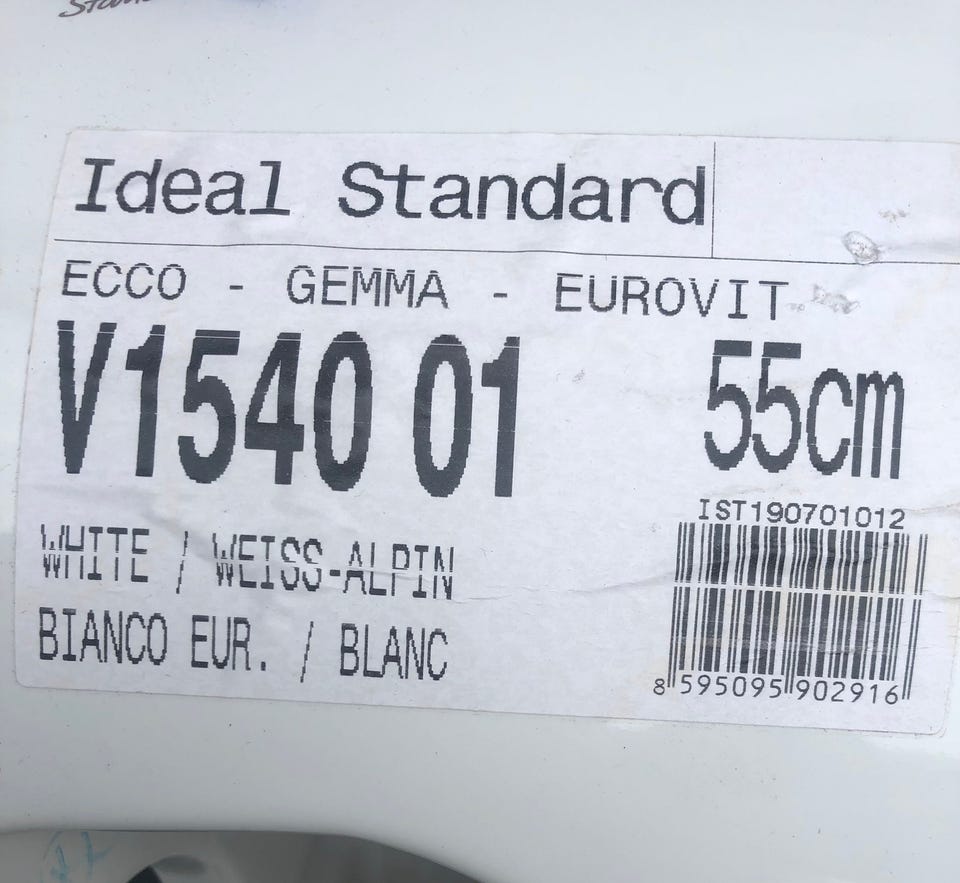 Ideal Standard
ECCO - GEMMA - EUROVIT
V1540 01 55cm
IST190701012
WHITE / WEISS-ALPIN
BIANCO EUR. / BLANC
8 595095 902916